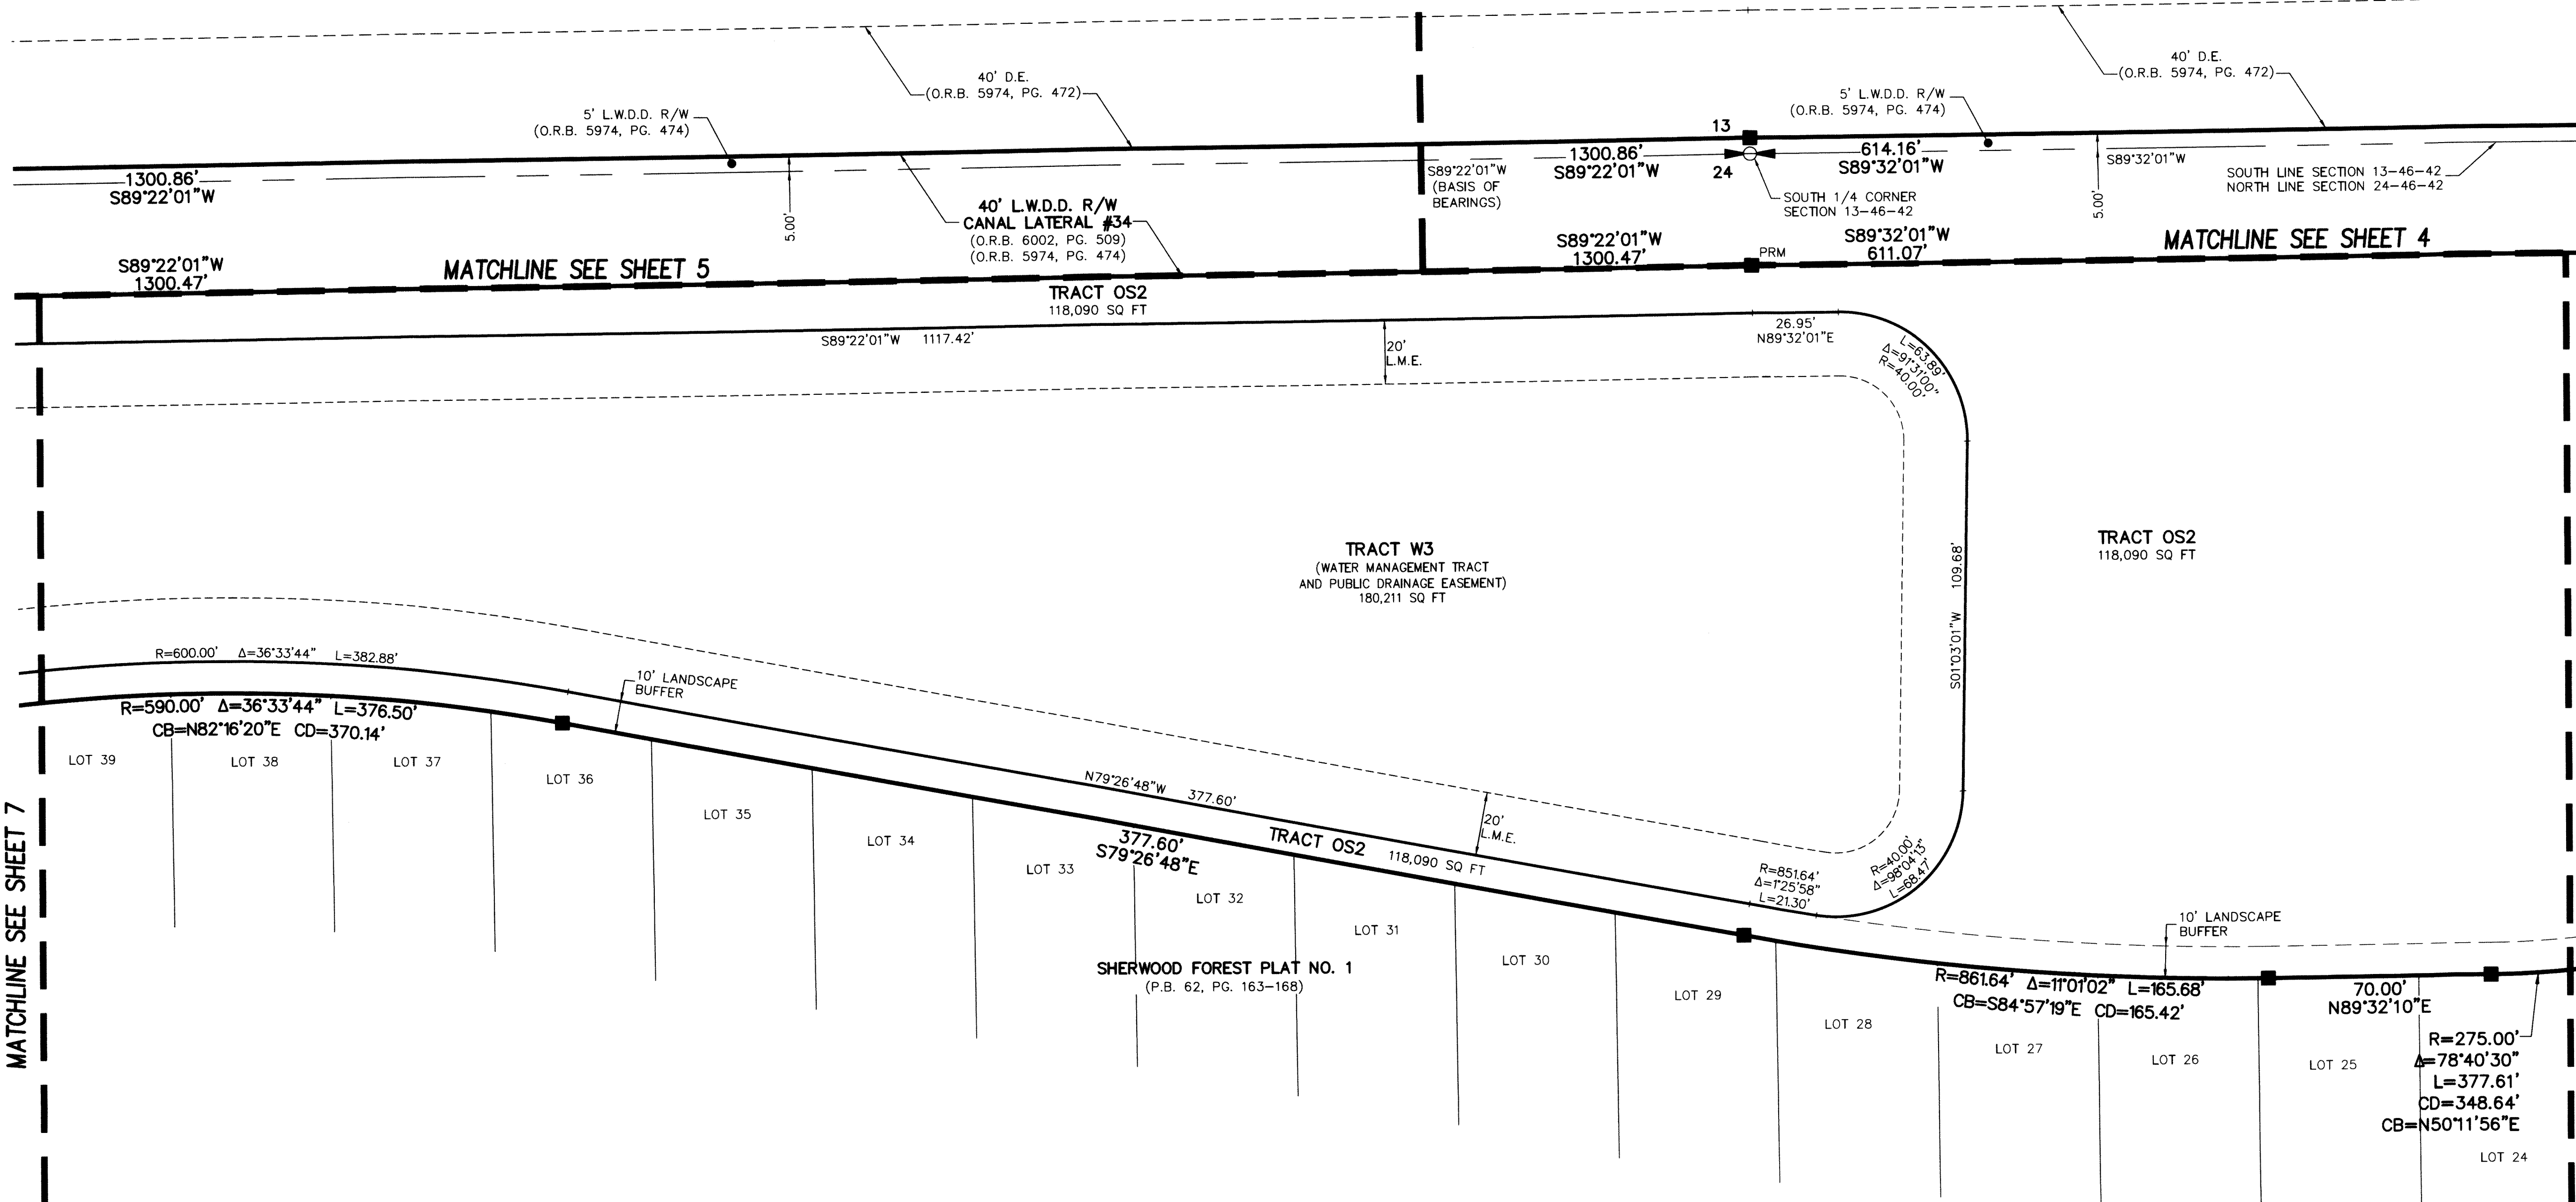 40' D.E.
(O.R.B. 5974, PG. 472)
40' D.E.
(O.R.B. 5974, PG. 472)
5' L.W.D.D. R/W
(O.R.B. 5974, PG. 474)
5' L.W.D.D. R/W
(O.R.B. 5974, PG. 474)
13
24
1300.86'
S89°22'01"W
S89°22'01"W
(BASIS OF
BEARINGS)
1300.86'
S89°22'01"W
614.16'
S89°32'01"W
S89°32'01"W
SOUTH LINE SECTION 13-46-42
NORTH LINE SECTION 24-46-42
SOUTH 1/4 CORNER
SECTION 13-46-42
5.00'
5.00'
40' L.W.D.D. R/W
CANAL LATERAL #34
(O.R.B. 6002, PG. 509)
(O.R.B. 5974, PG. 474)
S89°22'01"W
1300.47'
MATCHLINE SEE SHEET 5
S89°22'01"W
1300.47'
PRM
S89°32'01"W
611.07'
MATCHLINE SEE SHEET 4
TRACT OS2
118,090 SQ FT
S89°22'01"W 1117.42'
20'
L.M.E.
26.95'
N89°32'01"E
L=63.89'
Δ=91°31'00"
R=40.00'
TRACT W3
(WATER MANAGEMENT TRACT
AND PUBLIC DRAINAGE EASEMENT)
180,211 SQ FT
S01°03'01"W 109.68'
TRACT OS2
118,090 SQ FT
R=600.00' Δ=36°33'44" L=382.88'
10' LANDSCAPE
BUFFER
R=590.00' Δ=36°33'44" L=376.50'
CB=N82°16'20"E CD=370.14'
LOT 39
LOT 38
LOT 37
LOT 36
LOT 35
LOT 34
LOT 33
LOT 32
LOT 31
LOT 30
LOT 29
LOT 28
LOT 27
LOT 26
LOT 25
LOT 24
N79°26'48"W 377.60'
377.60'
S79°26'48"E
TRACT OS2 118,090 SQ FT
20'
L.M.E.
R=851.64'
Δ=1°25'58"
L=21.30'
R=40.00'
Δ=98°04'13"
L=68.47'
10' LANDSCAPE
BUFFER
SHERWOOD FOREST PLAT NO. 1
(P.B. 62, PG. 163-168)
R=861.64' Δ=11°01'02" L=165.68'
CB=S84°57'19"E CD=165.42'
70.00'
N89°32'10"E
R=275.00'
Δ=78°40'30"
L=377.61'
CD=348.64'
CB=N50°11'56"E
MATCHLINE SEE SHEET 7